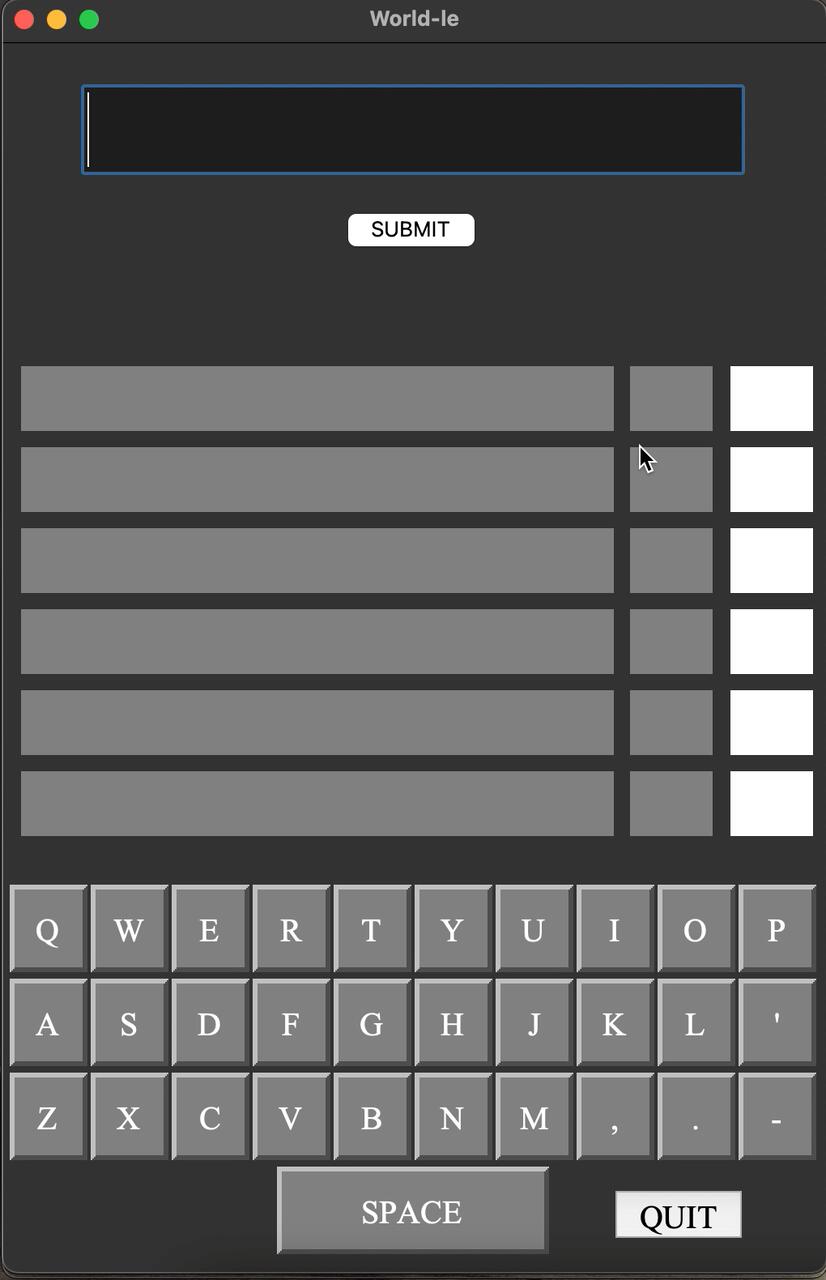 World-le
SUBMIT
Q W E R T Y U I O P
A S D F G H J K L '
Z X C V B N M , . -
SPACE QUIT